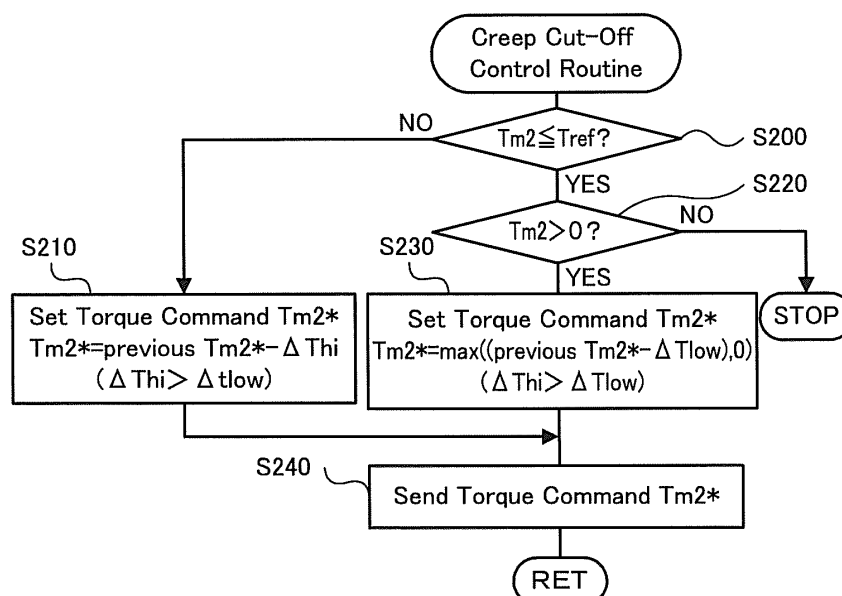 Creep Cut-Off
Control Routine
NO
Tm2≦Tref?
S200
YES
S220
NO
Tm2>0?
S210
S230
YES
Set Torque Command Tm2*
Tm2*=previous Tm2*-ΔThi
(ΔThi>Δtlow)
Set Torque Command Tm2*
Tm2*=max((previous Tm2*-ΔTlow),0)
(ΔThi>ΔTlow)
STOP
S240
Send Torque Command Tm2*
RET